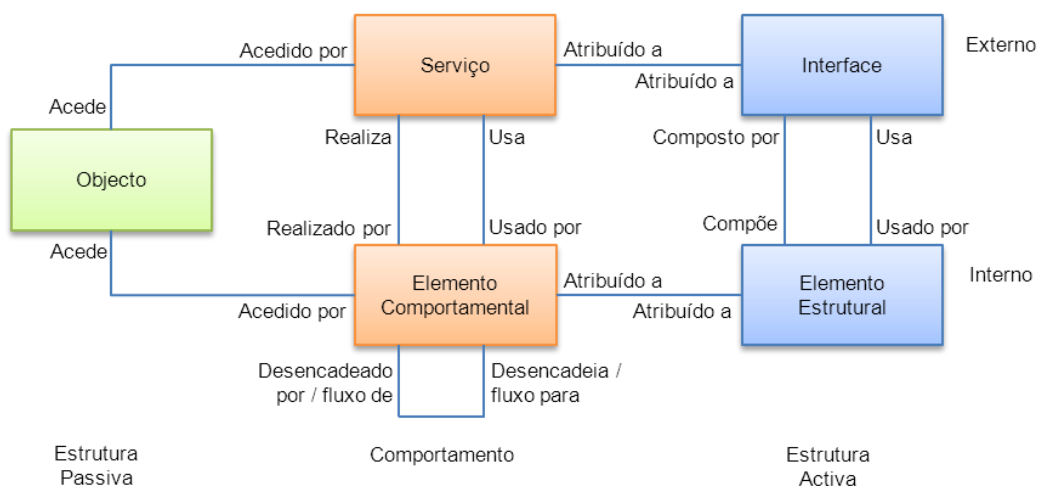 Acedido por
Serviço
Atribuído a
Atribuído a
Interface
Externo
Acede
Realiza
Usa
Composto por
Usa
Objecto
Acede
Realizado por
Usado por
Compõe
Usado por
Acedido por
Elemento
Comportamental
Atribuído a
Atribuído a
Elemento
Estrutural
Interno
Desencadeado
por / fluxo de
Desencadeia /
fluxo para
Estrutura
Passiva
Comportamento
Estrutura
Activa